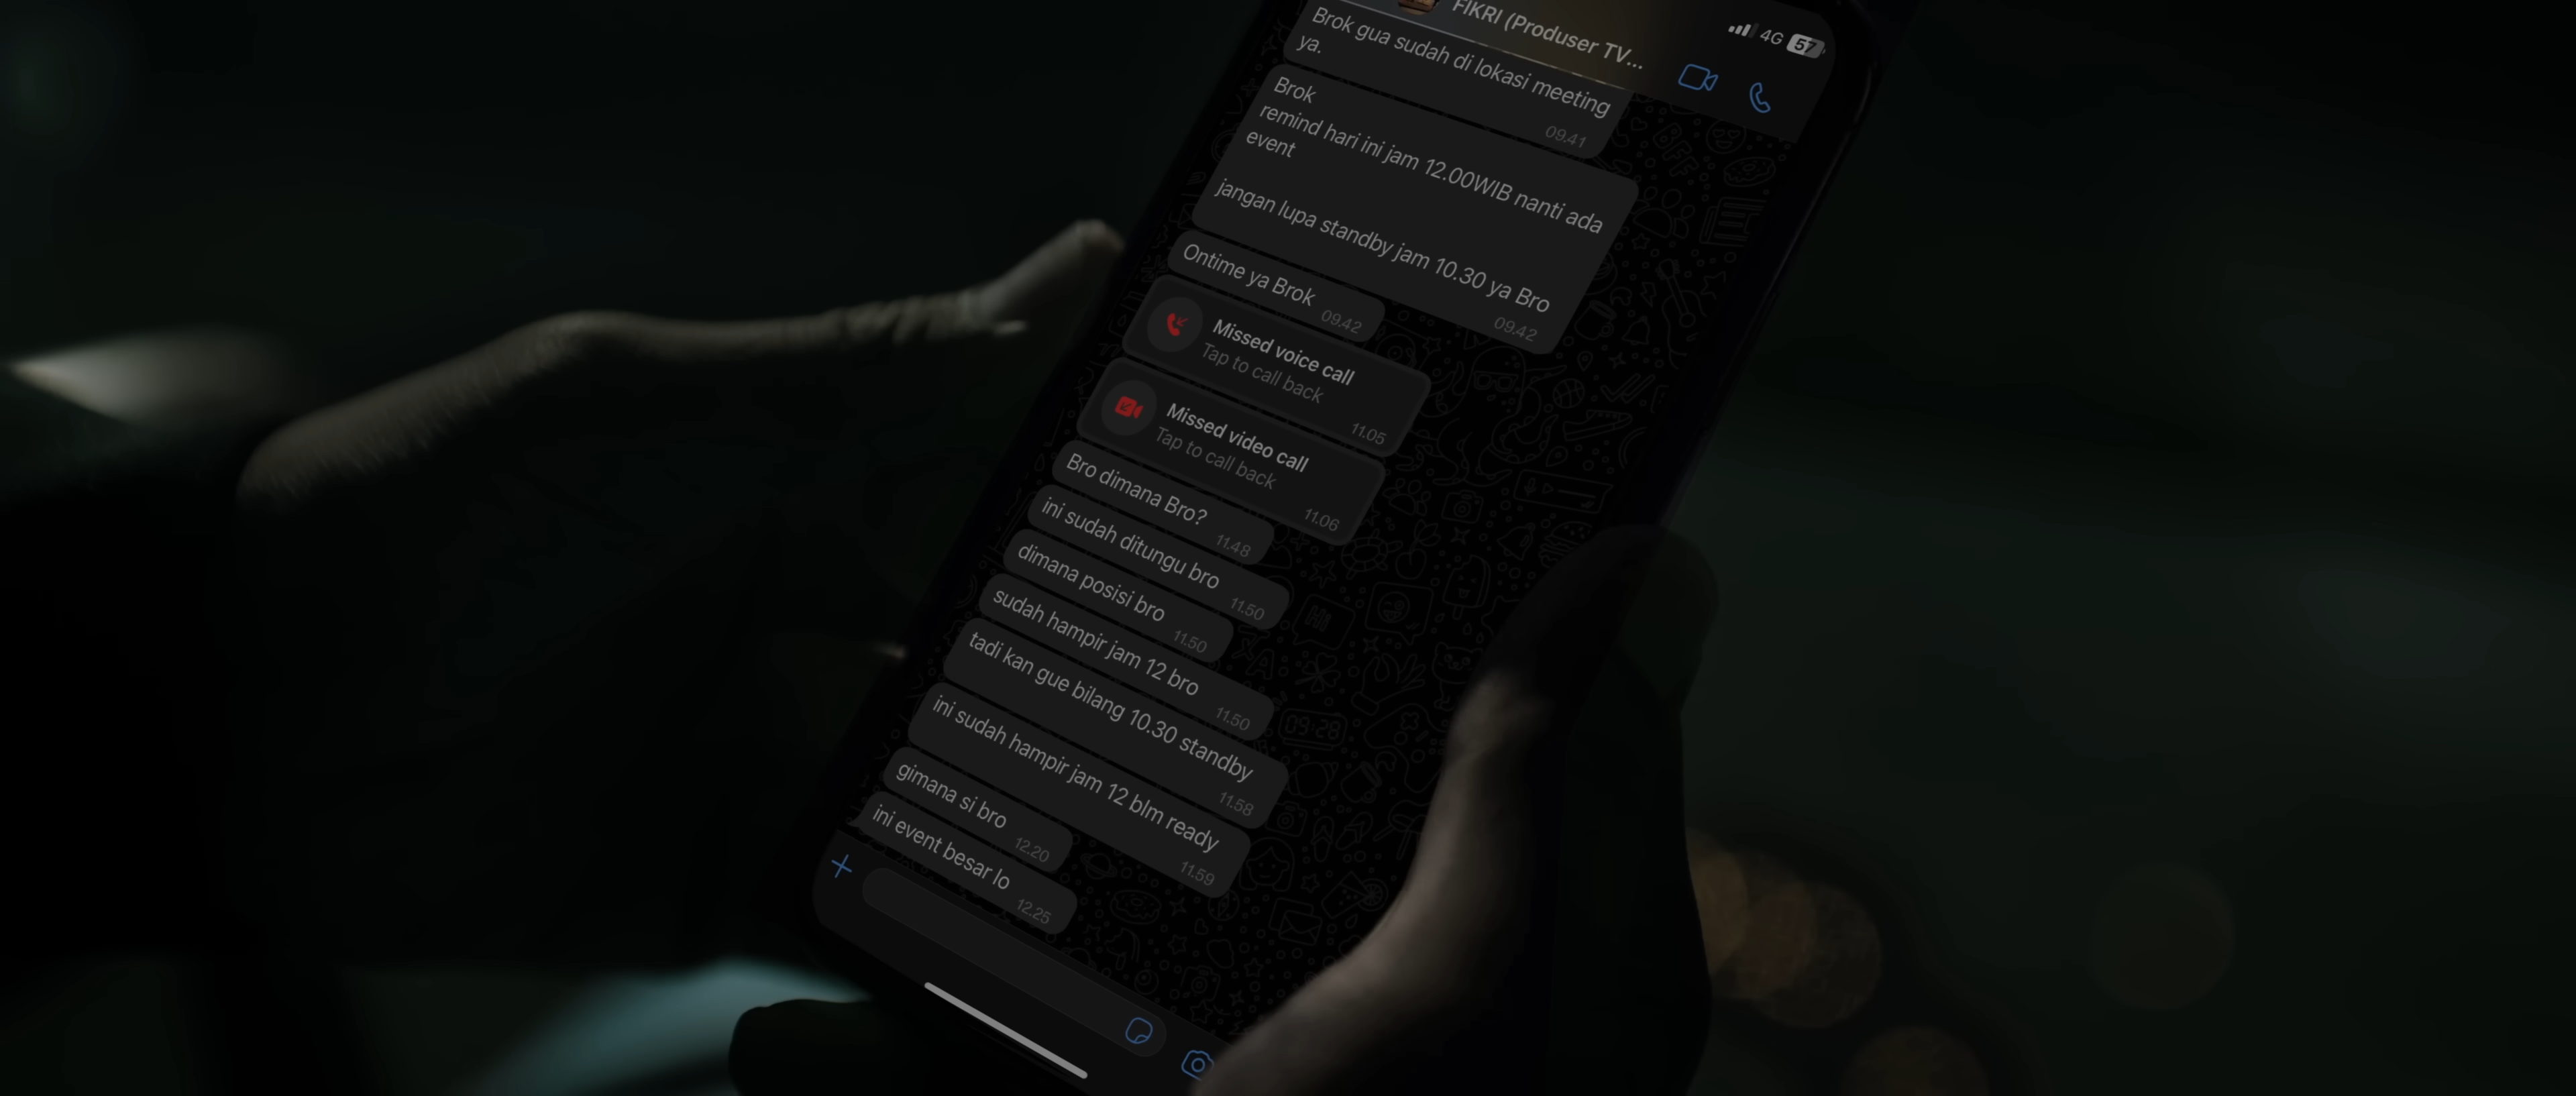 FIKRI (Produser TV...
4G 57
Brok gua sudah di lokasi meeting
ya.
09.41
Brok
remind hari ini jam 12.00WIB nanti ada
event
jangan lupa standby jam 10.30 ya Bro
09.42
Ontime ya Brok
09.42
Missed voice call
Tap to call back
11.05
Missed video call
Tap to call back
11.06
Bro dimana Bro?
11.48
ini sudah ditungu bro
11.50
dimana posisi bro
11.50
sudah hampir jam 12 bro
11.50
tadi kan gue bilang 10.30 standby
11.58
ini sudah hampir jam 12 blm ready
11.59
gimana si bro
12.20
ini event besar lo
12.25